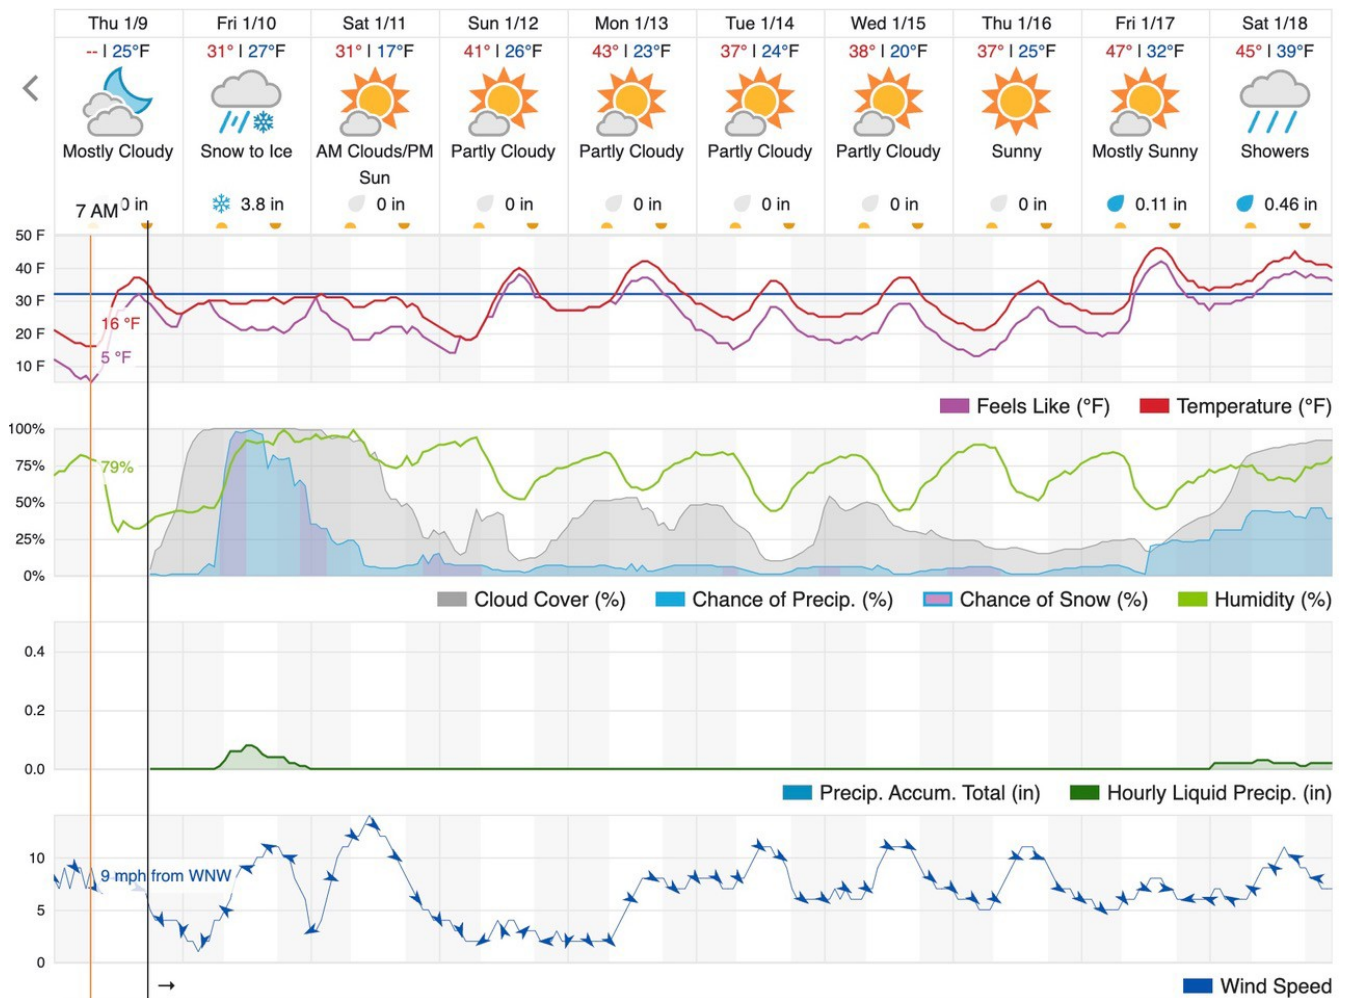 Thu 1/9 Fri 1/10 Sat 1/11 Sun 1/12 Mon 1/13 Tue 1/14 Wed 1/15 Thu 1/16 Fri 1/17 Sat 1/18
-- | 25°F 31° | 27°F 31° | 17°F 41° | 26°F 43° | 23°F 37° | 24°F 38° | 20°F 37° | 25°F 47° | 32°F 45° | 39°F
Mostly Cloudy Snow to Ice AM Clouds/PM Sun Partly Cloudy Partly Cloudy Partly Cloudy Partly Cloudy Sunny Mostly Sunny Showers
0 in 3.8 in 0 in 0 in 0 in 0 in 0 in 0 in 0.11 in 0.46 in
7 AM
50 F
40 F
30 F
16 °F
20 F
5 °F
10 F
Feels Like (°F) Temperature (°F)
100%
75%
79%
50%
25%
0%
Cloud Cover (%) Chance of Precip. (%) Chance of Snow (%) Humidity (%)
0.4
0.2
0.0
Precip. Accum. Total (in) Hourly Liquid Precip. (in)
10
9 mph from WNW
5
0
Wind Speed